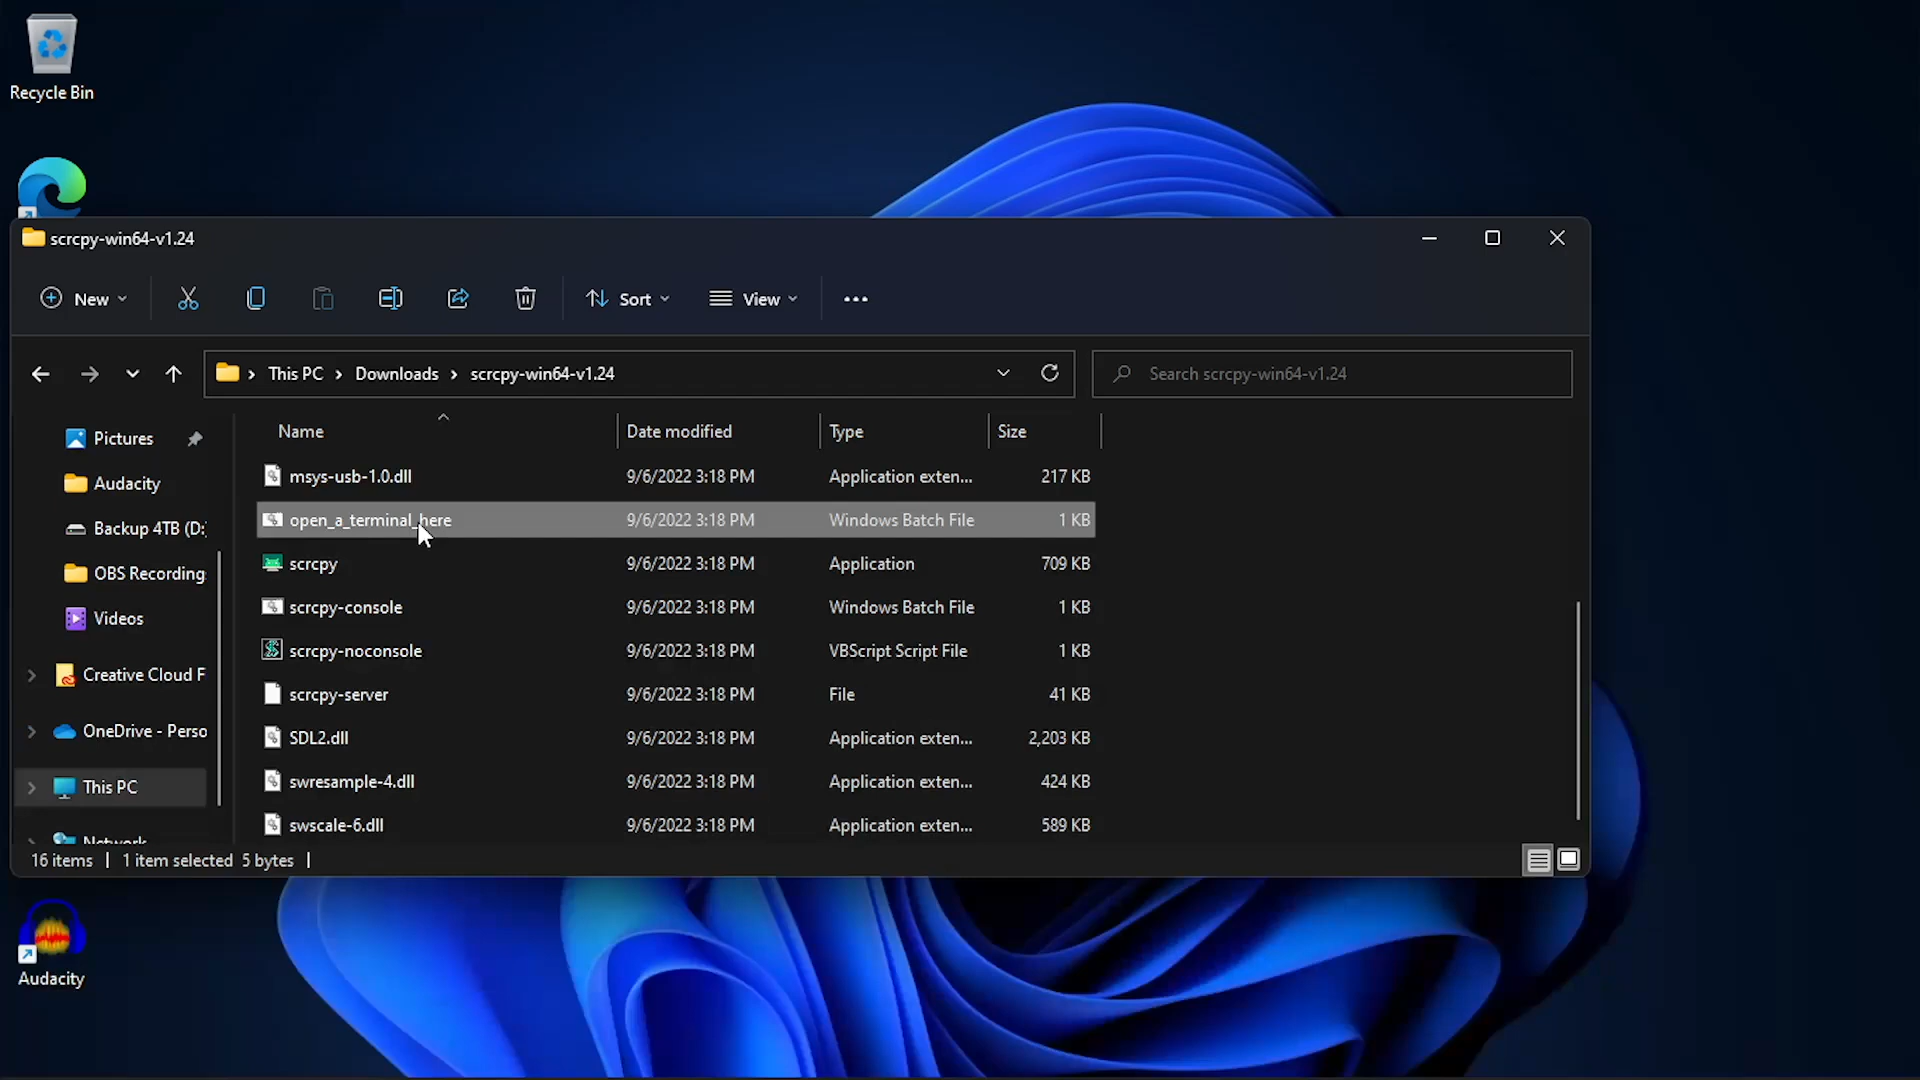 Recycle Bin
scrcpy-win64-v1.24
New
Sort
View
This PC > Downloads > scrcpy-win64-v1.24
Search scrcpy-win64-v1.24
Name Date modified Type Size
Pictures
Audacity
Backup 4TB (D:
OBS Recording
Videos
Creative Cloud F
OneDrive - Perso
This PC
Network
msys-usb-1.0.dll 9/6/2022 3:18 PM Application exten... 217 KB
open_a_terminal_here 9/6/2022 3:18 PM Windows Batch File 1 KB
scrcpy 9/6/2022 3:18 PM Application 709 KB
scrcpy-console 9/6/2022 3:18 PM Windows Batch File 1 KB
scrcpy-noconsole 9/6/2022 3:18 PM VBScript Script File 1 KB
scrcpy-server 9/6/2022 3:18 PM File 41 KB
SDL2.dll 9/6/2022 3:18 PM Application exten... 2,203 KB
swresample-4.dll 9/6/2022 3:18 PM Application exten... 424 KB
swscale-6.dll 9/6/2022 3:18 PM Application exten... 589 KB
16 items | 1 item selected 5 bytes |
Audacity